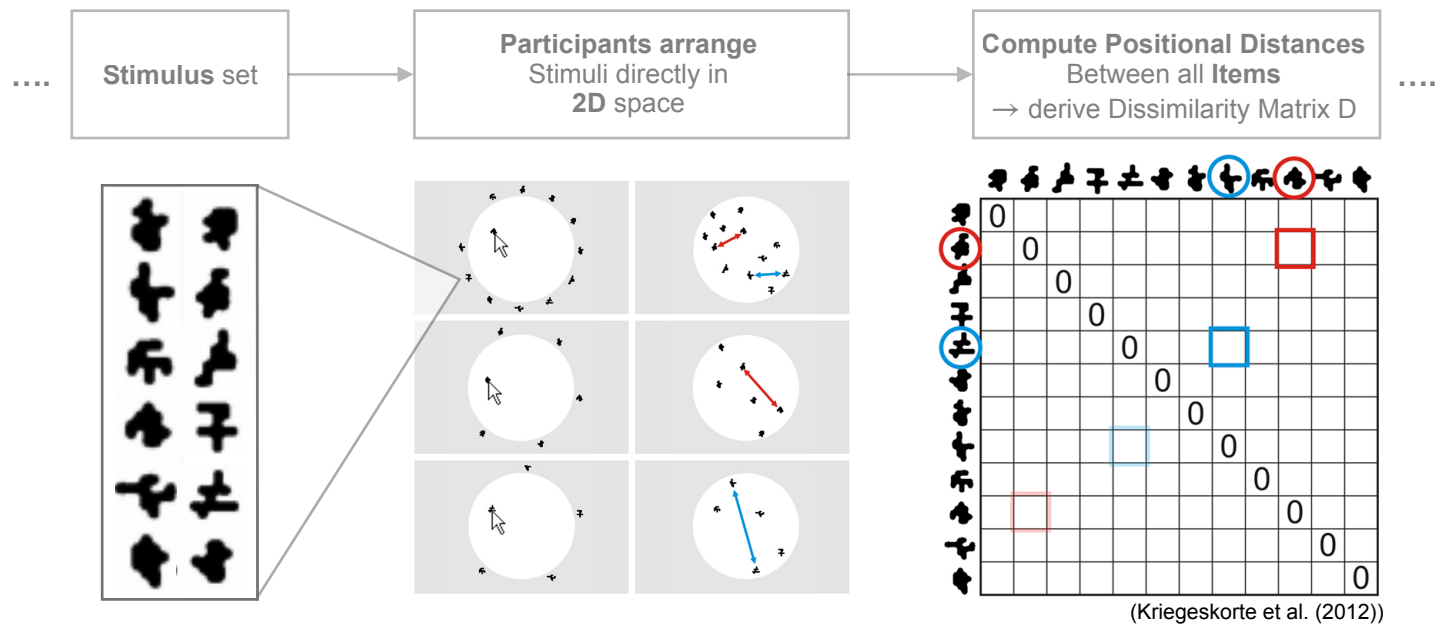 ....
Stimulus set
Participants arrange
Stimuli directly in
2D space
Compute Positional Distances
Between all Items
→ derive Dissimilarity Matrix D
....
0
0
0
0
0
0
0
0
0
0
0
0
(Kriegeskorte et al. (2012))